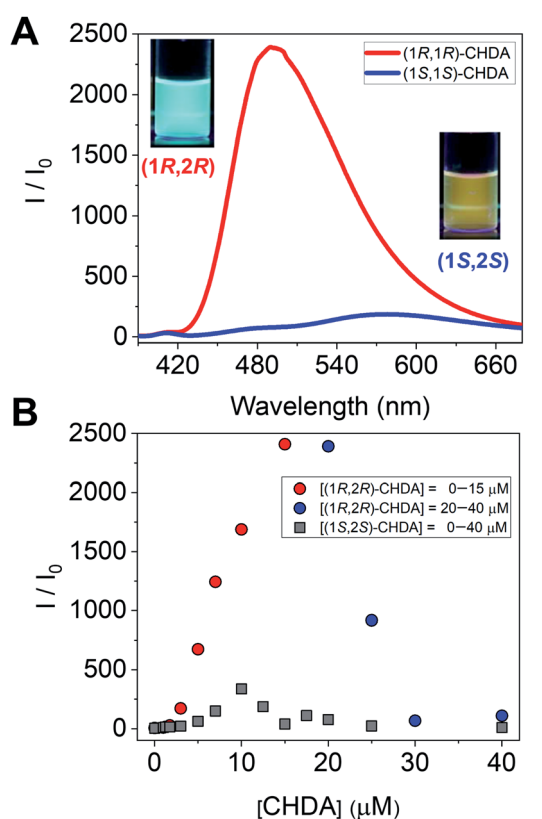 A
2500
2000
1500
1000
500
0
I / I0
(1R,1R)-CHDA
(1S,1S)-CHDA
(1R,2R)
(1S,2S)
420 480 540 600 660
Wavelength (nm)
B
2500
2000
1500
1000
500
0
I / I0
[(1R,2R)-CHDA] = 0−15 μM
[(1R,2R)-CHDA] = 20−40 μM
[(1S,2S)-CHDA] = 0−40 μM
0 10 20 30 40
[CHDA] (μM)